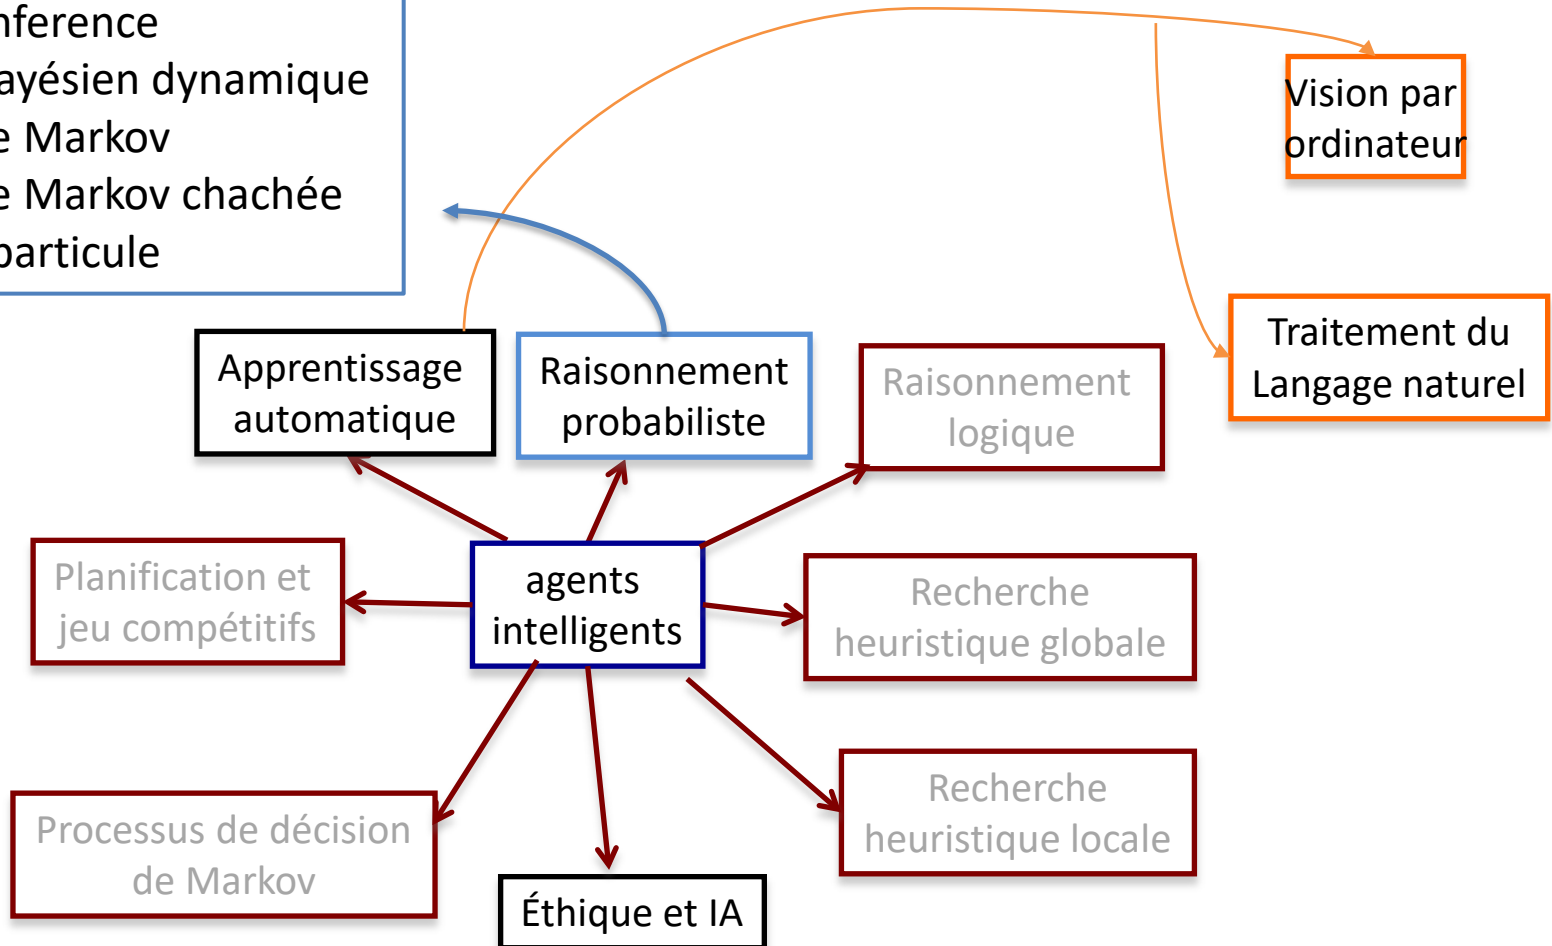 nference
ayésien dynamique
e Markov
e Markov chachée
particule
Vision par
ordinateur
Traitement du
Langage naturel
Apprentissage
automatique
Raisonnement
probabiliste
Raisonnement
logique
Planification et
jeu compétitifs
agents
intelligents
Recherche
heuristique globale
Processus de décision
de Markov
Recherche
heuristique locale
Éthique et IA